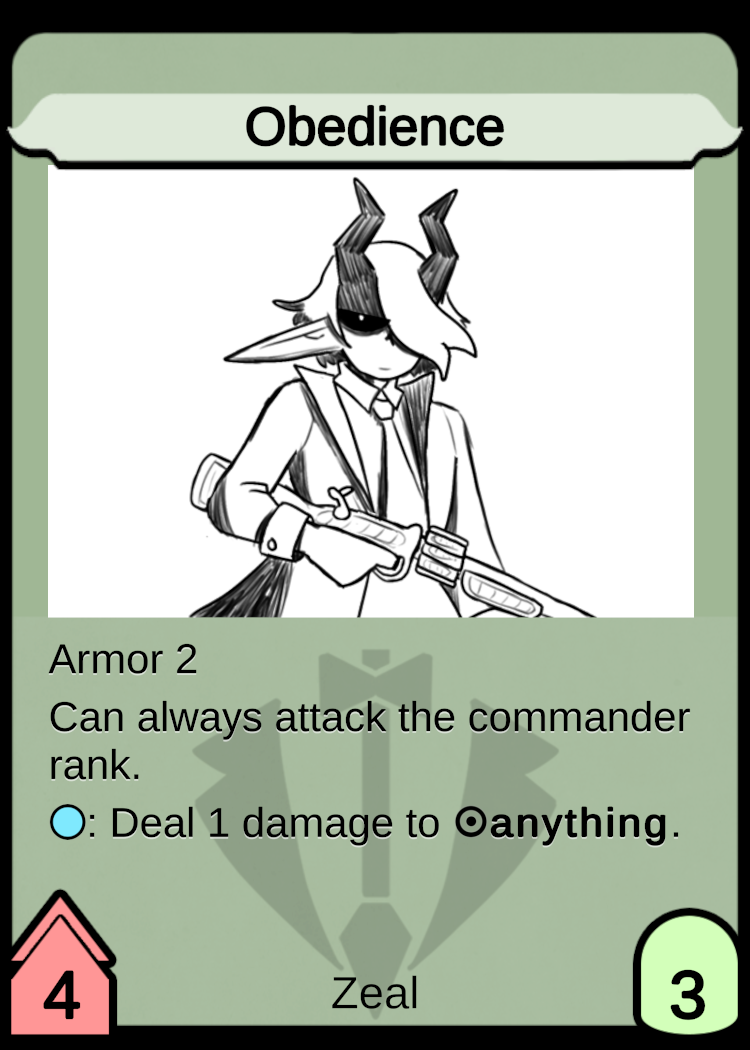 Obedience
Armor 2
Can always attack the commander
rank.
: Deal 1 damage to ⊙anything.
4
Zeal
3